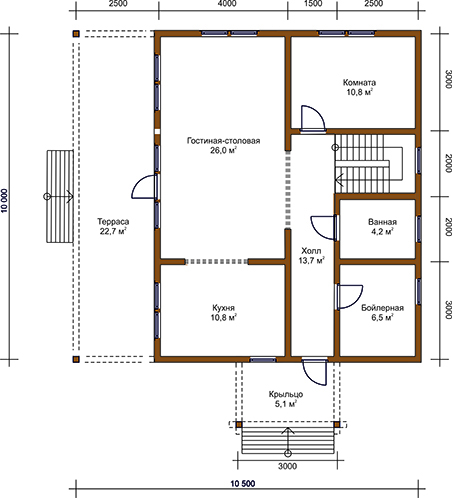 2500
4000
1500
2500
10 000
3000
2000
2000
3000
Комната
10,8 м²
Гостиная-столовая
26,0 м²
Терраса
22,7 м²
Ванная
4,2 м²
Холл
13,7 м²
Кухня
10,8 м²
Бойлерная
6,5 м²
Крыльцо
5,1 м²
3000
10 500